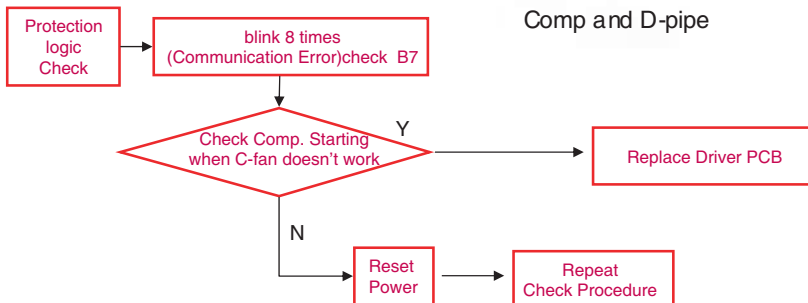 Comp and D-pipe
Protection
logic
Check
blink 8 times
(Communication Error)check B7
Check Comp. Starting
when C-fan doesn't work
Y
Replace Driver PCB
N
Reset
Power
Repeat
Check Procedure